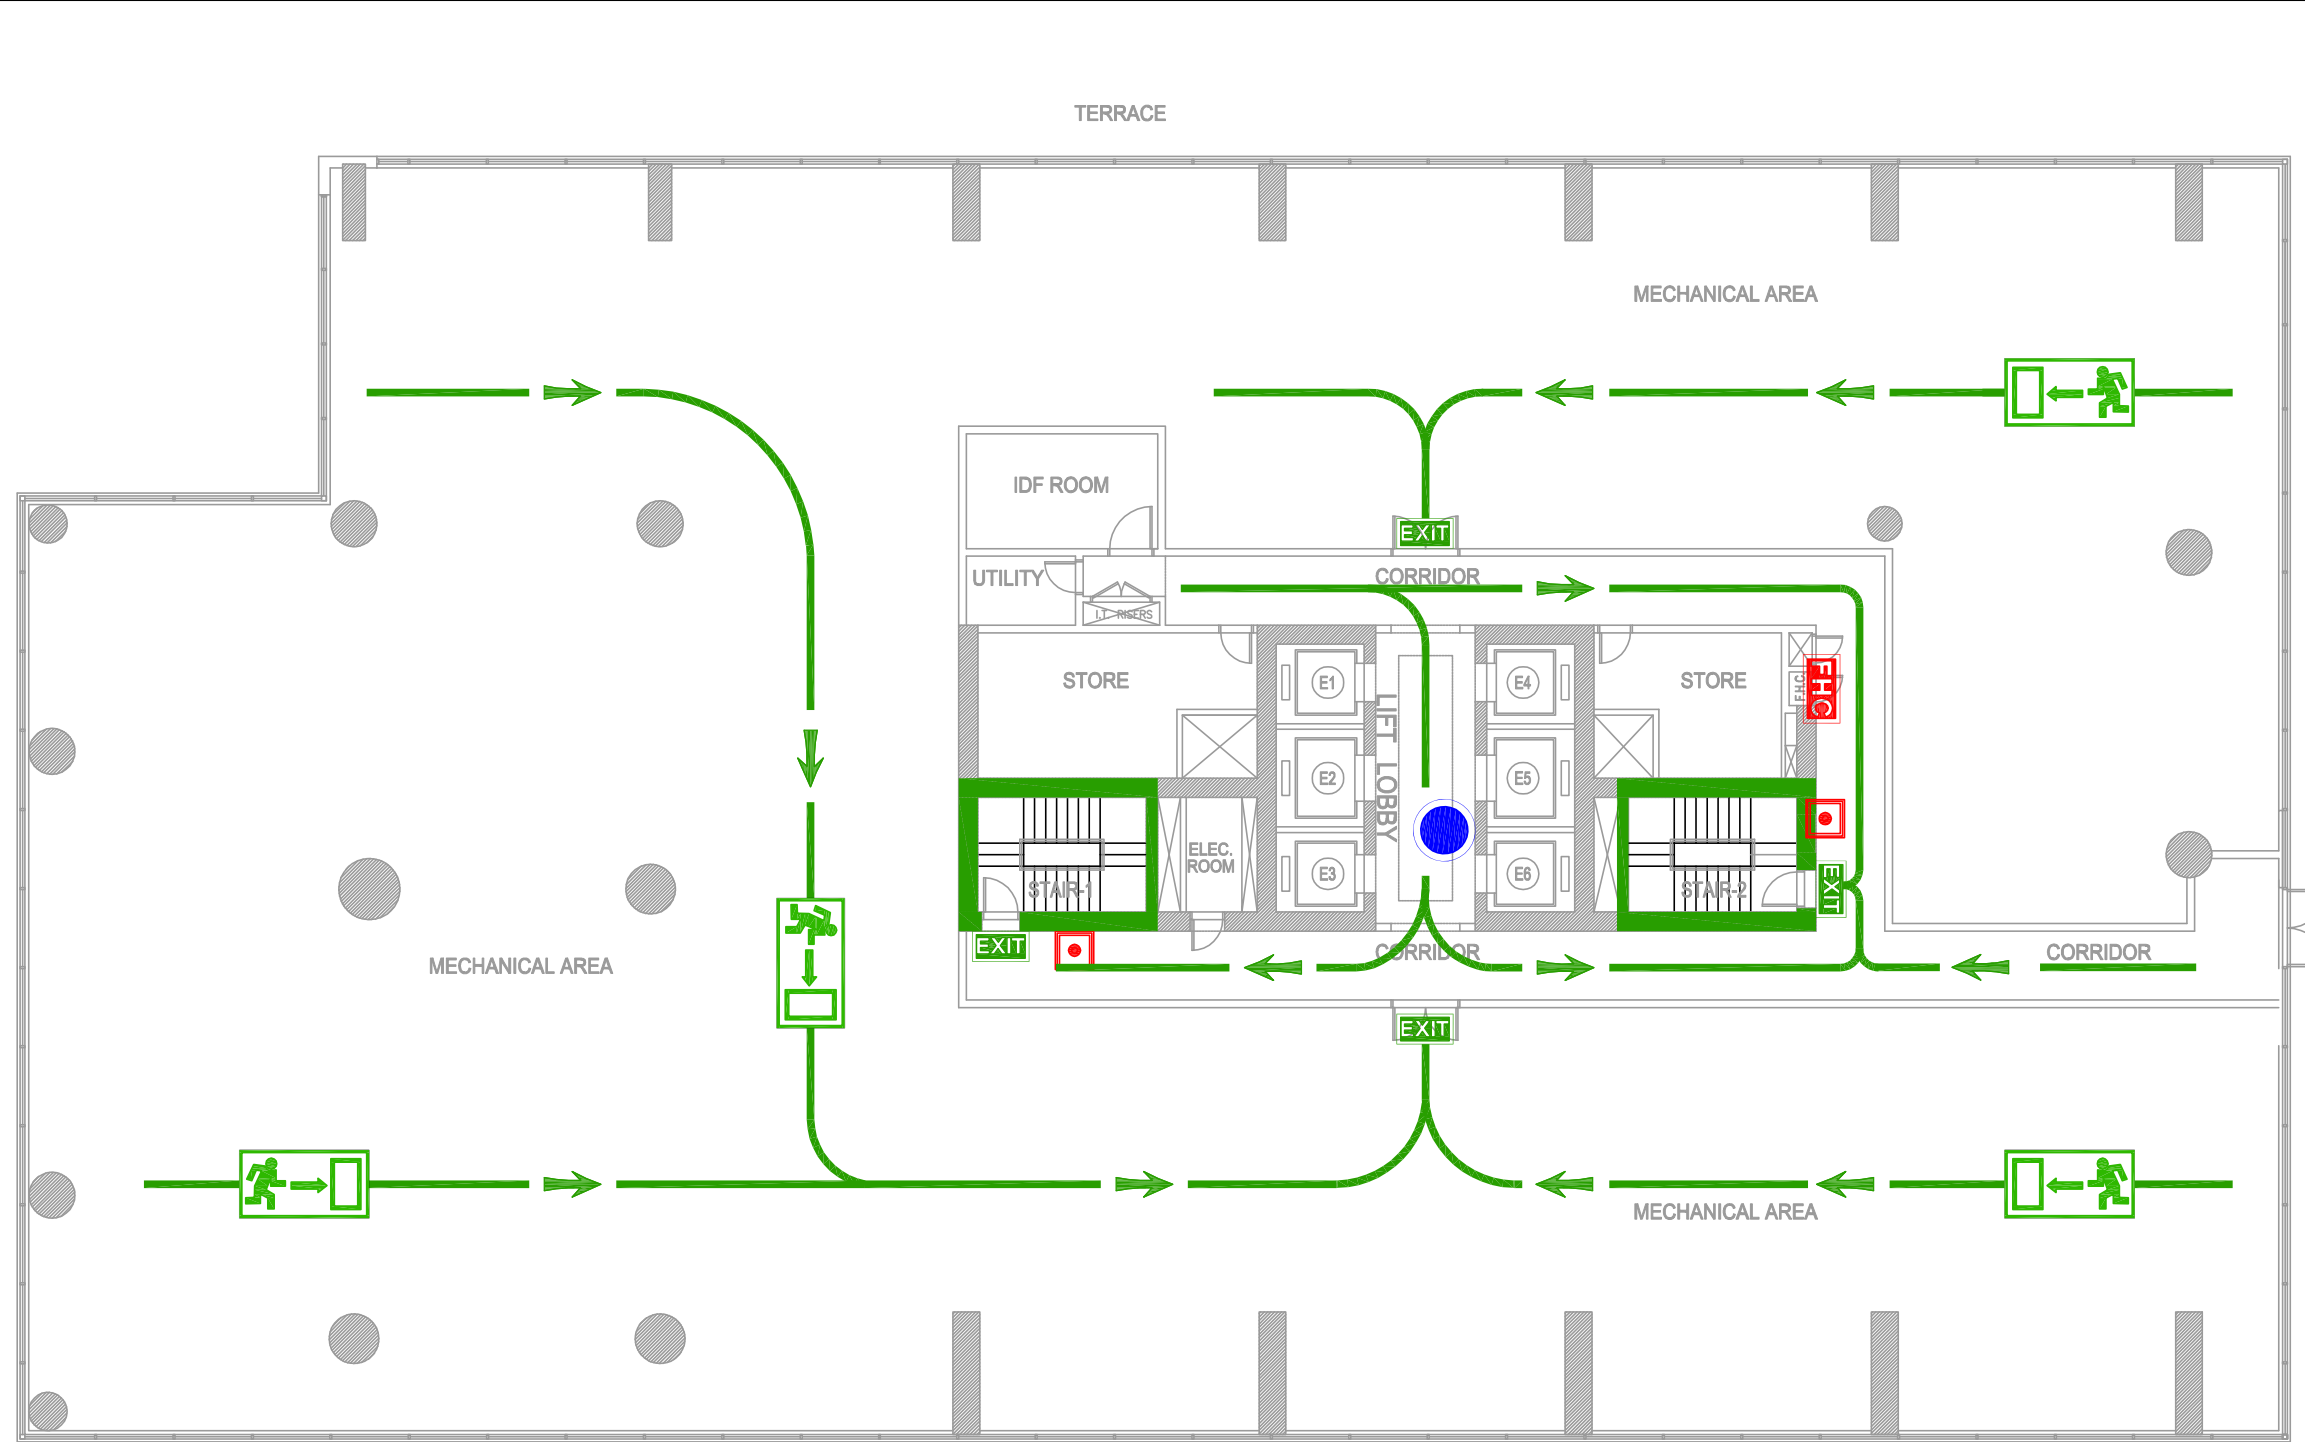 TERRACE
MECHANICAL AREA
IDF ROOM
EXIT
UTILITY
CORRIDOR
I.T. RISERS
STORE
E1
E4
STORE
F.H.C.
FHC
LIFT LOBBY
E2
E5
ELEC.
ROOM
E3
E6
STAIR-1
STAIR-2
EXIT
EXIT
CORRIDOR
CORRIDOR
MECHANICAL AREA
EXIT
MECHANICAL AREA